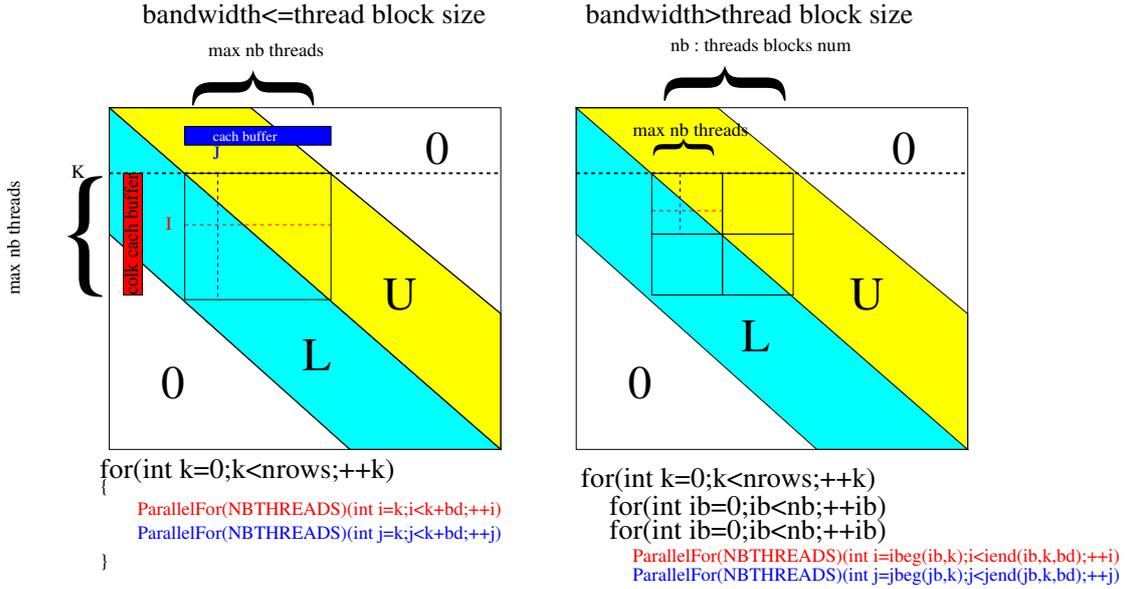 bandwidth<=thread block size
max nb threads
cach buffer
J
0
K
max nb threads
colk cach buffer
I
U
L
0
for(int k=0;k<nrows;++k)
{
ParallelFor(NBTHREADS)(int i=k;i<k+bd;++i)
ParallelFor(NBTHREADS)(int j=k;j<k+bd;++j)
}
bandwidth>thread block size
nb : threads blocks num
max nb threads
0
U
L
0
for(int k=0;k<nrows;++k)
for(int ib=0;ib<nb;++ib)
for(int ib=0;ib<nb;++ib)
ParallelFor(NBTHREADS)(int i=ibeg(ib,k);i<iend(ib,k,bd);++i)
ParallelFor(NBTHREADS)(int j=jbeg(jb,k);j<jend(jb,k,bd);++j)